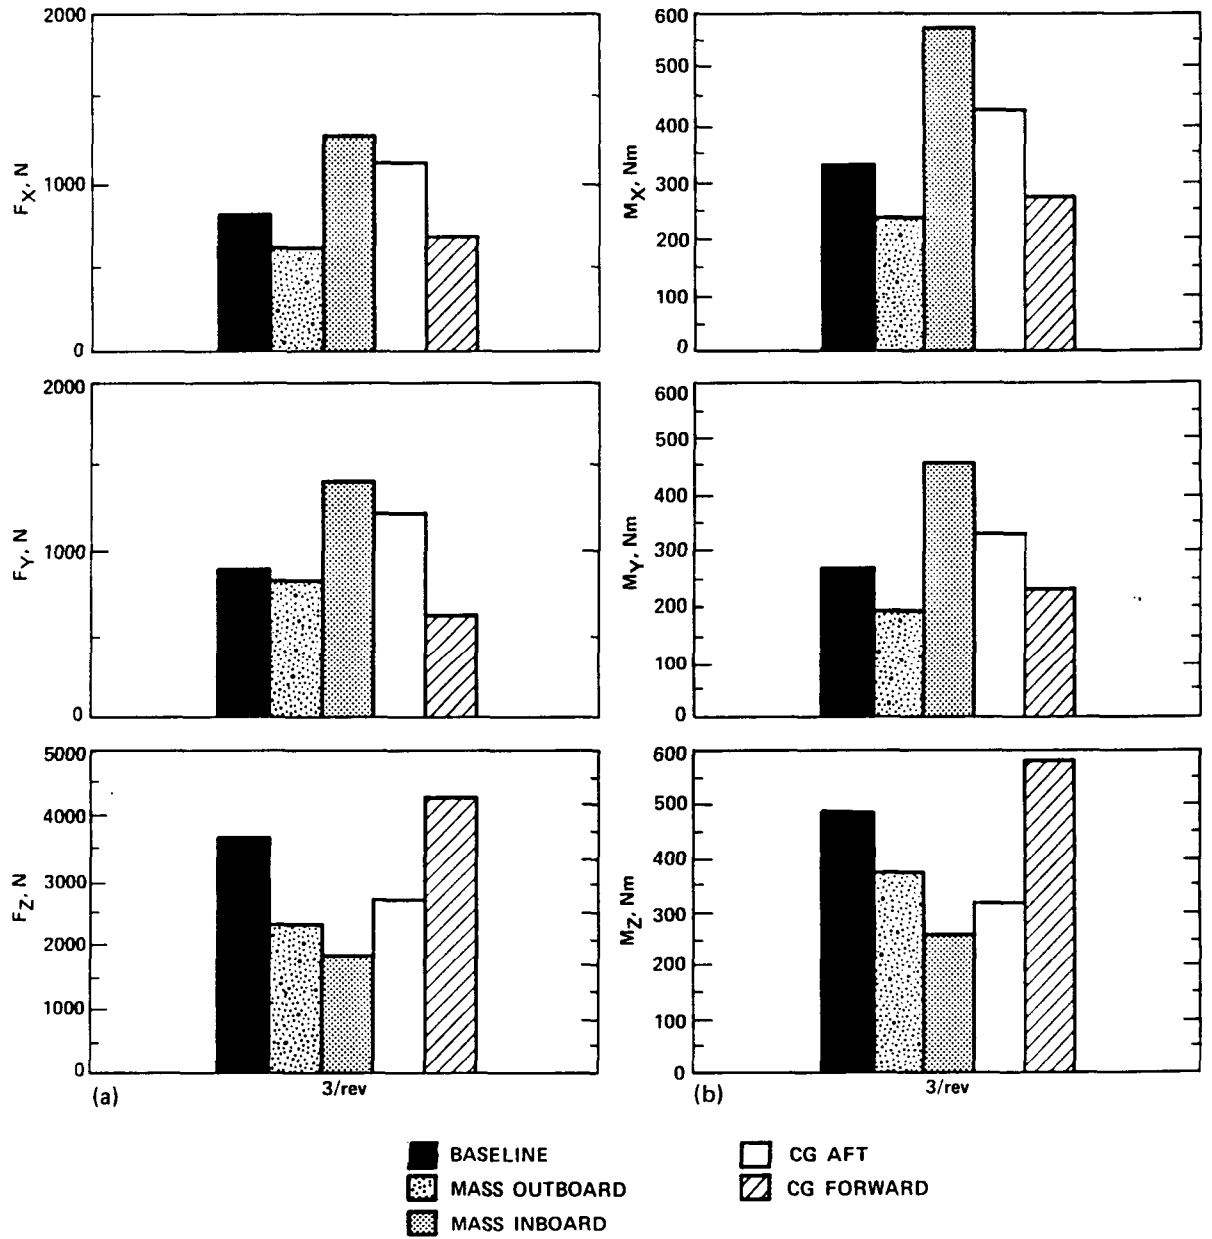 2000
1000
0
F_X, N
600
500
400
300
200
100
0
M_X, Nm
2000
1000
0
F_Y, N
600
500
400
300
200
100
0
M_Y, Nm
5000
4000
3000
2000
1000
0
F_Z, N
(a)
3/rev
600
500
400
300
200
100
0
M_Z, Nm
(b)
3/rev
BASELINE
MASS OUTBOARD
MASS INBOARD
CG AFT
CG FORWARD